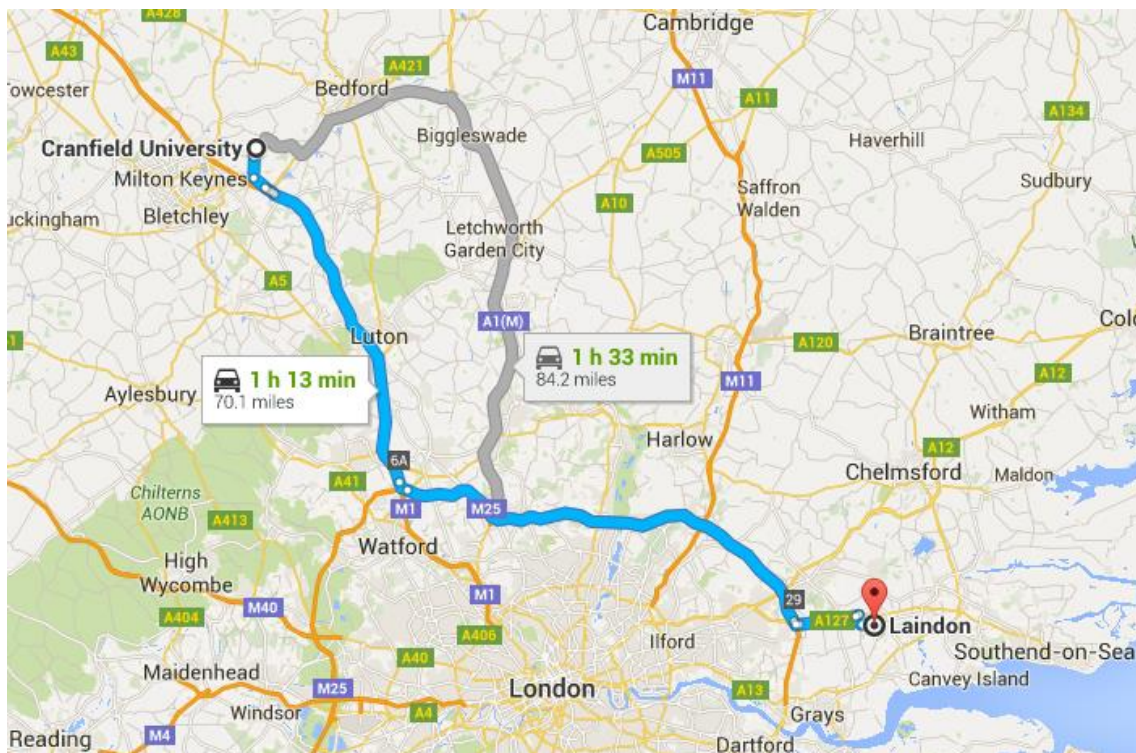 A428
A43
Towcester
A421
Bedford
Cambridge
M11
A11
A134
Biggleswade
Haverhill
Cranfield University
A505
Milton Keynes
Saffron
Walden
Sudbury
Bletchley
uckingham
A10
Letchworth
Garden City
A5
A1(M)
Luton
A120
Braintree
Colc
1 h 13 min
70.1 miles
1 h 33 min
84.2 miles
M11
A12
Aylesbury
Witham
Harlow
A12
6A
Chelmsford
Maldon
A41
Chilterns
AONB
M1
M25
A413
Watford
High
Wycombe
M40
M1
29
A404
A406
A127
Laindon
Ilford
Southend-on-Sea
A40
Maidenhead
Canvey Island
M25
London
A13
Windsor
A4
Grays
M4
Reading
Dartford